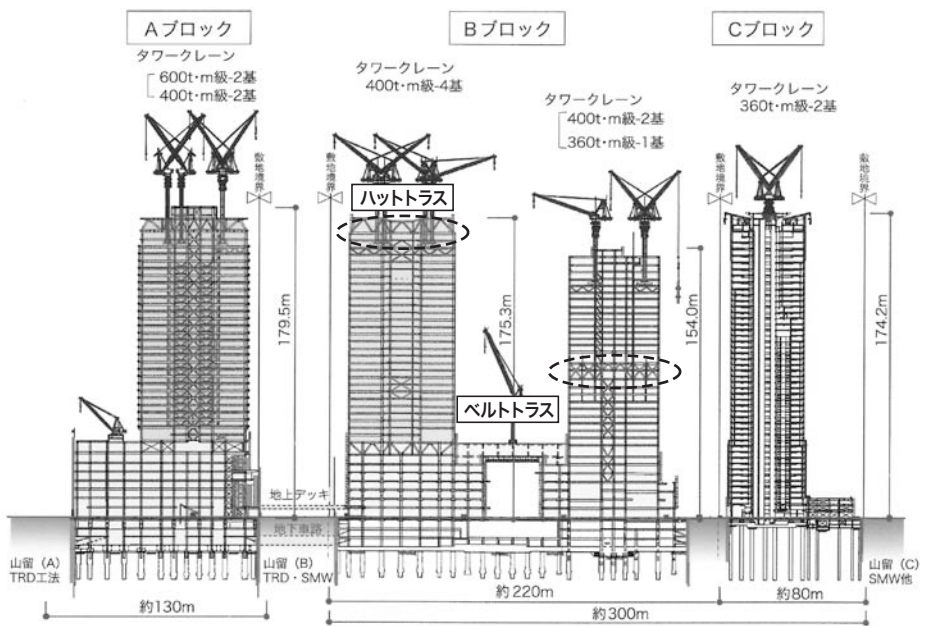 Aブロック
タワークレーン
600t・m級-2基
400t・m級-2基
Bブロック
タワークレーン
400t・m級-4基
タワークレーン
400t・m級-2基
360t・m級-1基
Cブロック
タワークレーン
360t・m級-2基
敷地境界
敷地境界
敷地境界
敷地境界
ハットトラス
ベルトトラス
179.5m
175.3m
154.0m
174.2m
地上デッキ
地下車路
山留（A）
TRD工法
山留（B）
TRD・SMW
山留（C）
SMW他
約130m
約220m
約80m
約300m